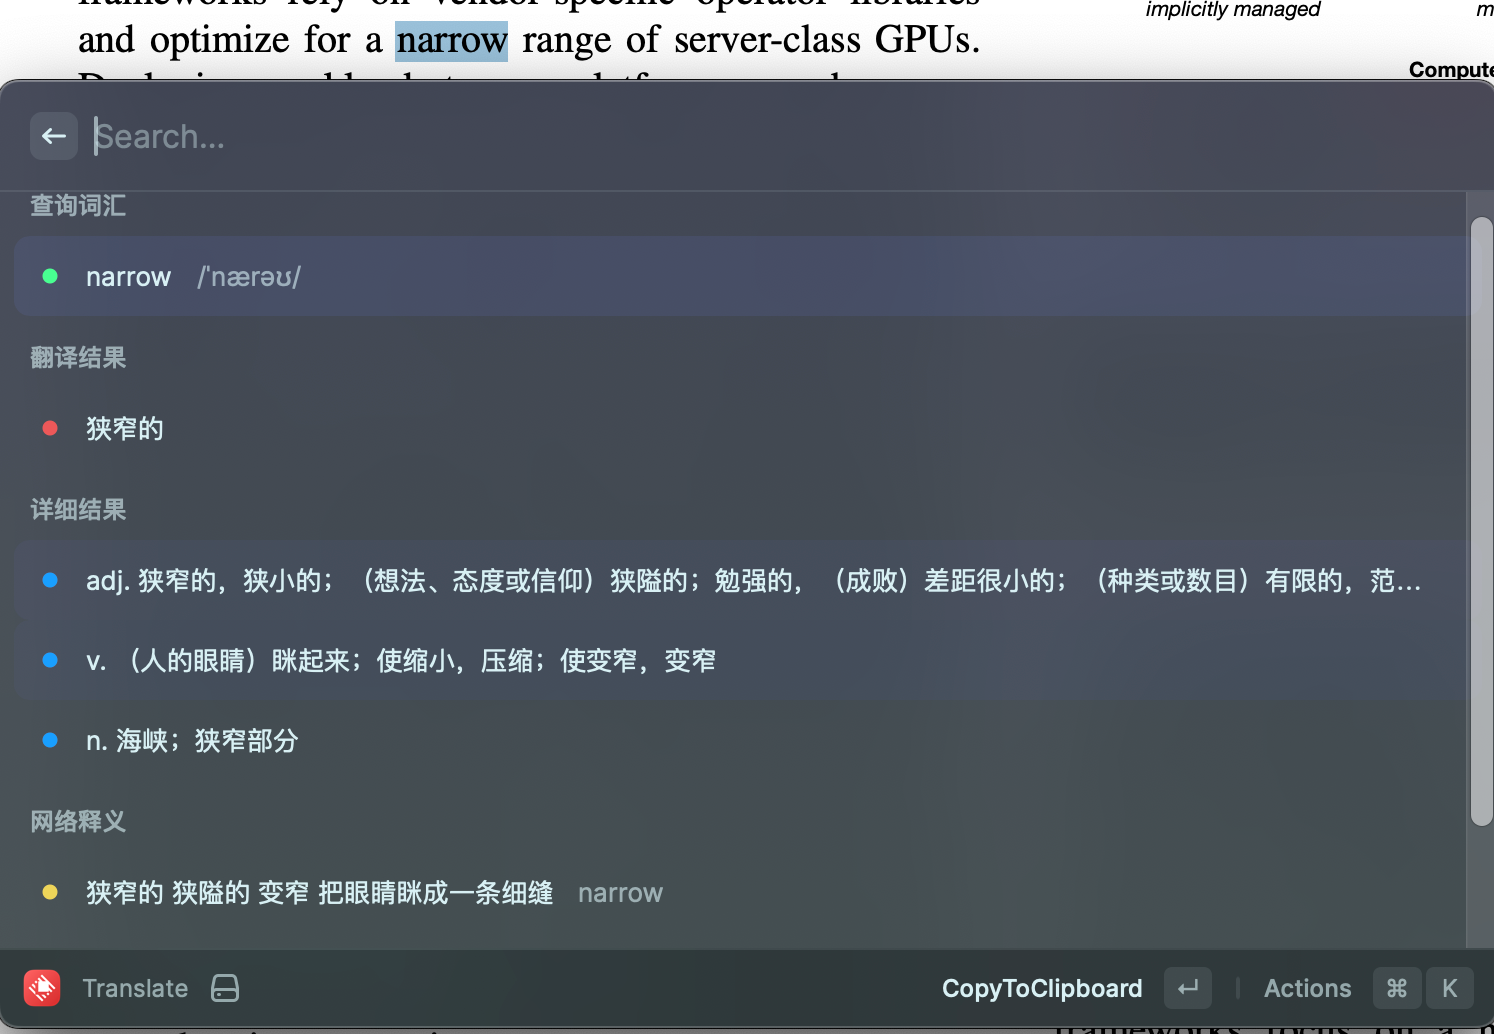 frameworks rely on vendor-specific operator libraries
and optimize for a narrow range of server-class GPUs.
implicitly managed
m
Compute
Search...
查询词汇
narrow /ˈnærəʊ/
翻译结果
狭窄的
详细结果
adj. 狭窄的，狭小的；（想法、态度或信仰）狭隘的；勉强的，（成败）差距很小的；（种类或数目）有限的，范...
v. （人的眼睛）眯起来；使缩小，压缩；使变窄，变窄
n. 海峡；狭窄部分
网络释义
狭窄的 狭隘的 变窄 把眼睛眯成一条细缝 narrow
Translate
CopyToClipboard ↵ | Actions ⌘ K